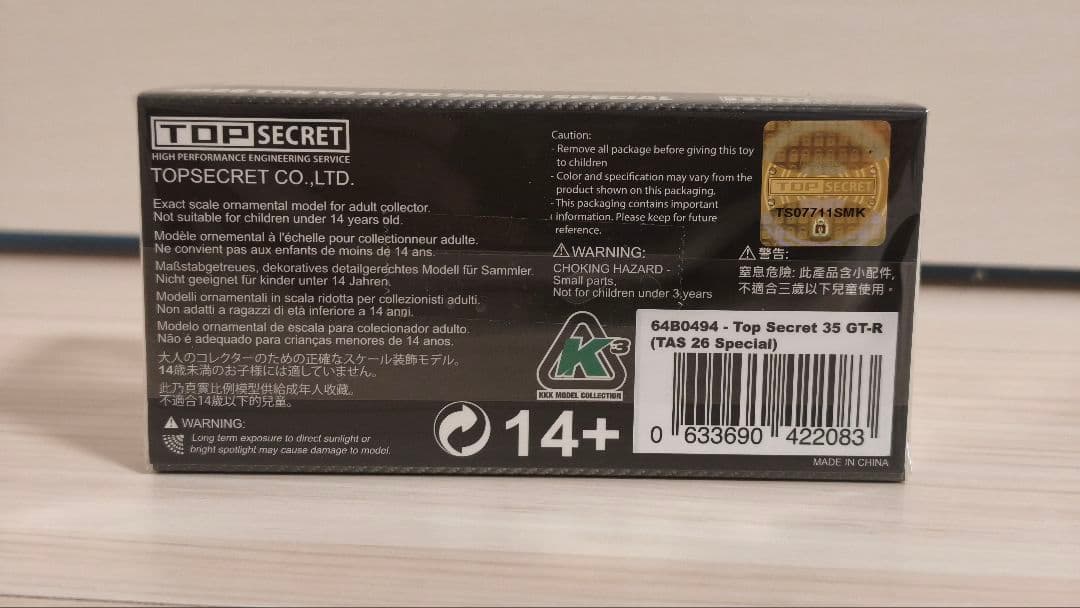 TOP SECRET
HIGH PERFORMANCE ENGINEERING SERVICE
TOPSECRET CO.,LTD.
Exact scale ornamental model for adult collector.
Not suitable for children under 14 years old.
Modèle ornemental à l'échelle pour collectionneur adulte.
Ne convient pas aux enfants de moins de 14 ans.
Maßstabgetreues, dekoratives detailgerechtes Modell für Sammler.
Nicht geeignet für kinder unter 14 Jahren.
Modelli ornamentali in scala ridotta per collezionisti adulti.
Non adatti a ragazzi di età inferiore a 14 anni.
Modelo ornamental de escala para colecionador adulto.
Não é adequado para crianças menores de 14 anos.
大人のコレクターのための正確なスケール装飾モデル。
14歳未満のお子様には適していません。
此乃真實比例模型供給成年人收藏。
不適合14歲以下的兒童。
WARNING:
Long term exposure to direct sunlight or
bright spotlight may cause damage to model.
Caution:
- Remove all package before giving this toy
to children
- Color and specification may vary from the
product shown on this packaging.
- This packaging contains important
information. Please keep for future
reference.
WARNING:
CHOKING HAZARD -
Small parts,
Not for children under 3 years
TOP SECRET
TS07711SMK
警告:
窒息危險: 此產品含小配件,
不適合三歲以下兒童使用。
K3
KKK MODEL COLLECTION
14+
64B0494 - Top Secret 35 GT-R
(TAS 26 Special)
0 633690 422083
MADE IN CHINA